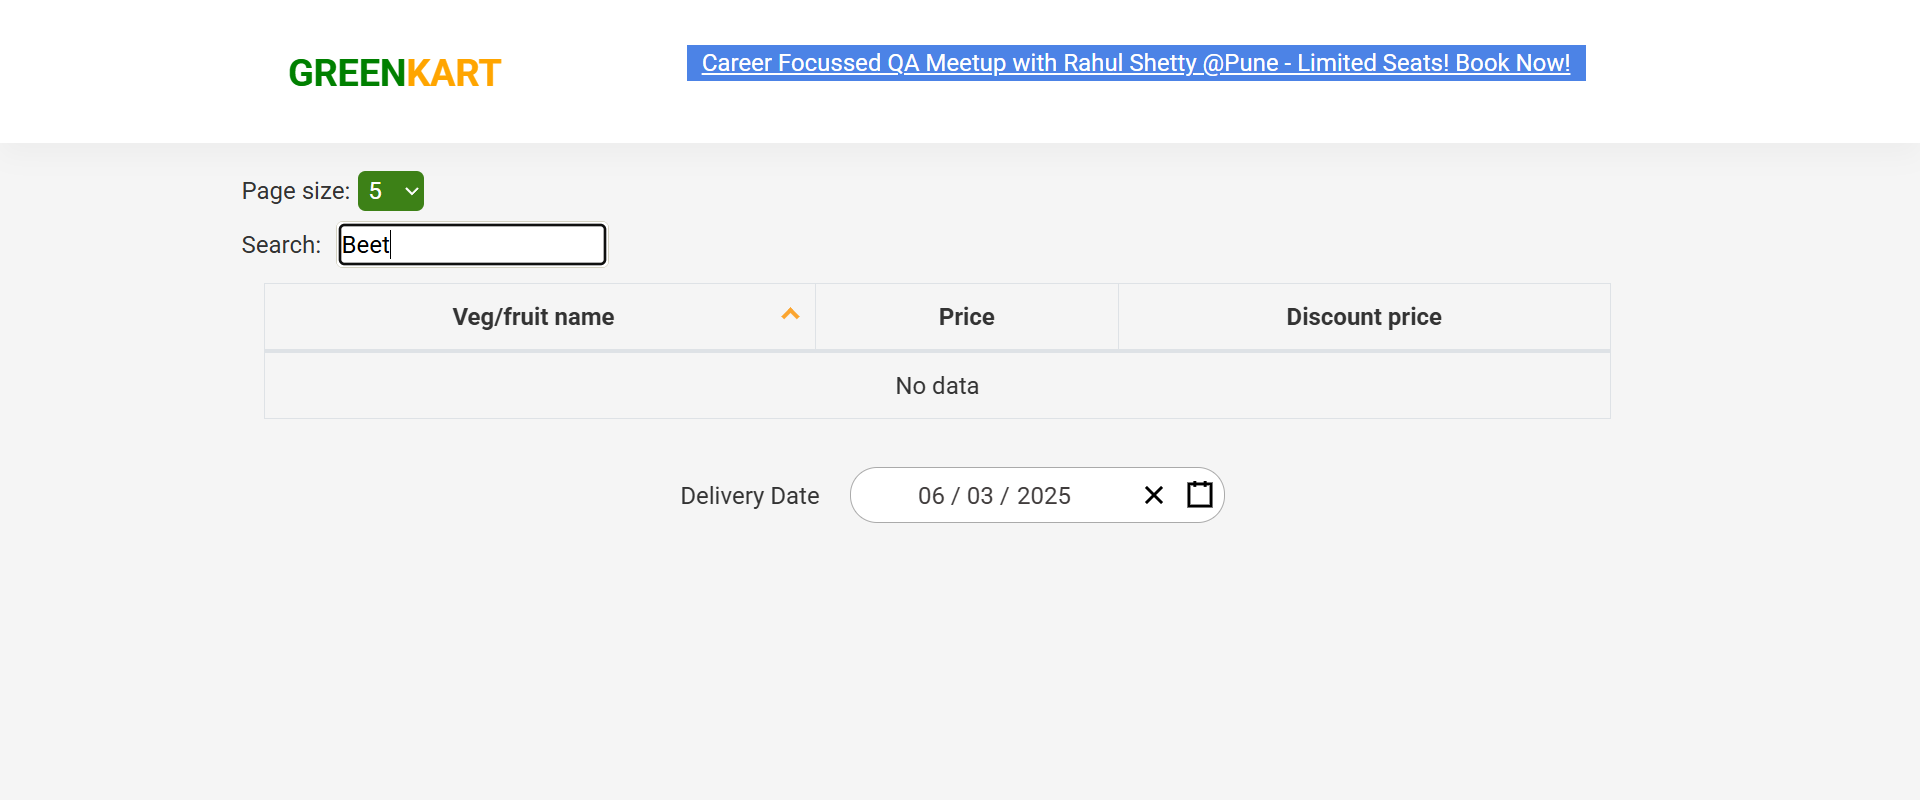 GREENKART
Career Focussed QA Meetup with Rahul Shetty @Pune - Limited Seats! Book Now!
Page size: 5
Search: Beet
Veg/fruit name Price Discount price
No data
Delivery Date 06 / 03 / 2025